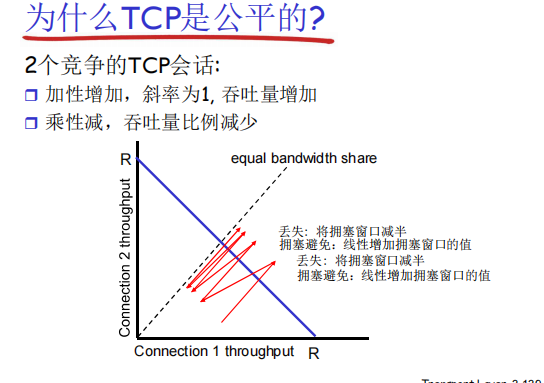 为什么TCP是公平的?
2个竞争的TCP会话:
加性增加，斜率为1, 吞吐量增加
乘性减，吞吐量比例减少
R
equal bandwidth share
Connection 2 throughput
丢失: 将拥塞窗口减半
拥塞避免: 线性增加拥塞窗口的值
丢失: 将拥塞窗口减半
拥塞避免: 线性增加拥塞窗口的值
Connection 1 throughput
R